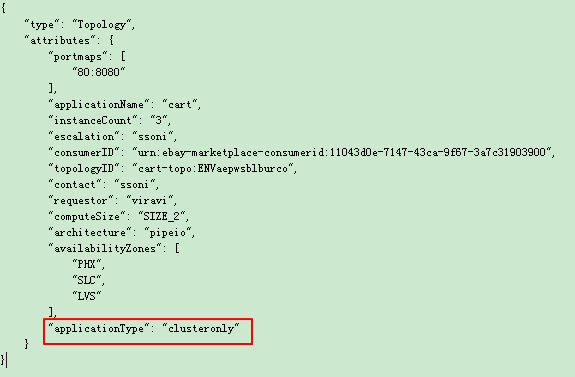 {
"type": "Topology",
"attributes": {
"portmaps": [
"80:8080"
],
"applicationName": "cart",
"instanceCount": "3",
"escalation": "ssoni",
"consumerID": "urn:ebay-marketplace-consumerid:11043d0e-7147-43ca-9f67-3a7c31903900",
"topologyID": "cart-topo:ENVaepwsblburco",
"contact": "ssoni",
"requestor": "viravi",
"computeSize": "SIZE_2",
"architecture": "pipeio",
"availabilityZones": [
"PHX",
"SLC",
"LVS"
],
"applicationType": "clusteronly"
}
}